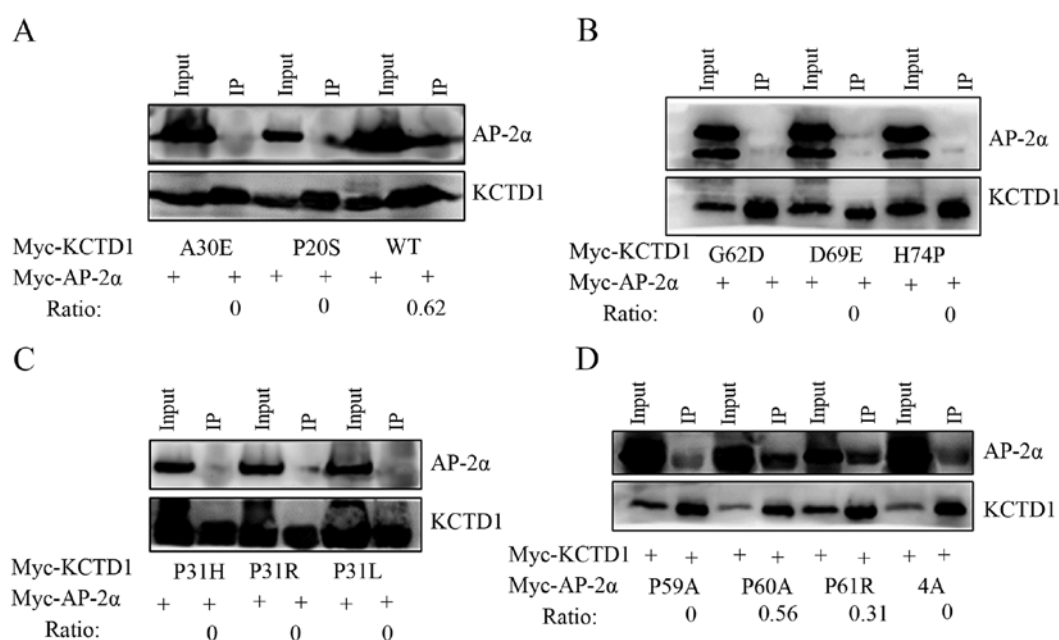 A
Input IP Input IP Input IP
AP-2α
KCTD1
Myc-KCTD1 A30E P20S WT
Myc-AP-2α + + + + + +
Ratio: 0 0 0.62
B
Input IP Input IP Input IP
AP-2α
KCTD1
Myc-KCTD1 G62D D69E H74P
Myc-AP-2α + + + + + +
Ratio: 0 0 0
C
Input IP Input IP Input IP
AP-2α
KCTD1
Myc-KCTD1 P31H P31R P31L
Myc-AP-2α + + + + + +
Ratio: 0 0 0
D
Input IP Input IP Input IP Input IP
AP-2α
KCTD1
Myc-KCTD1 + + + + + + + +
Myc-AP-2α P59A P60A P61R 4A
Ratio: 0 0.56 0.31 0